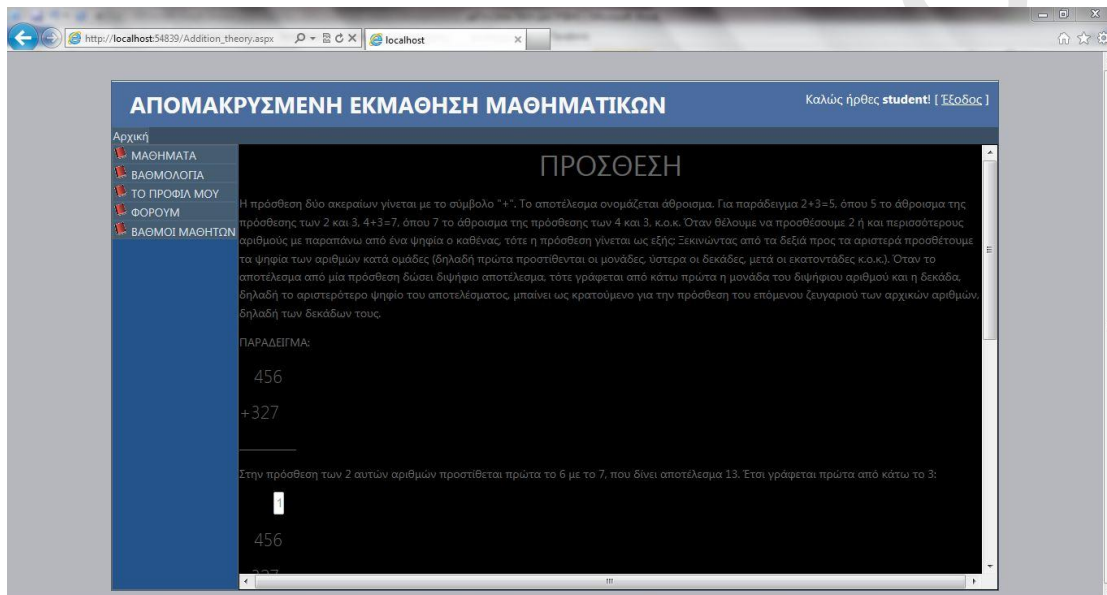 http://localhost:54839/Addition_theory.aspx
localhost
ΑΠΟΜΑΚΡΥΣΜΕΝΗ ΕΚΜΑΘΗΣΗ ΜΑΘΗΜΑΤΙΚΩΝ
Καλώς ήρθες student! [ Έξοδος ]
Αρχική
ΜΑΘΗΜΑΤΑ
ΒΑΘΜΟΛΟΓΙΑ
ΤΟ ΠΡΟΦΙΛ ΜΟΥ
ΦΟΡΟΥΜ
ΒΑΘΜΟΙ ΜΑΘΗΤΩΝ
ΠΡΟΣΘΕΣΗ
Η πρόσθεση δύο ακεραίων γίνεται με το σύμβολο "+". Το αποτέλεσμα ονομάζεται άθροισμα. Για παράδειγμα 2+3=5, όπου 5 το άθροισμα της
πρόσθεσης των 2 και 3, 4+3=7, όπου 7 το άθροισμα της πρόσθεσης των 4 και 3, κ.ο.κ. Όταν θέλουμε να προσθέσουμε 2 ή και περισσότερους
αριθμούς με παραπάνω από ένα ψηφία ο καθένας, τότε η πρόσθεση γίνεται ως εξής: Ξεκινώντας από τα δεξιά προς τα αριστερά προσθέτουμε
τα ψηφία των αριθμών κατά ομάδες (δηλαδή πρώτα προστίθενται οι μονάδες, ύστερα οι δεκάδες, μετά οι εκατοντάδες κ.ο.κ.). Όταν το
αποτέλεσμα από μία πρόσθεση δώσει διψήφιο αποτέλεσμα, τότε γράφεται από κάτω πρώτα η μονάδα του διψήφιου αριθμού και η δεκάδα,
δηλαδή το αριστερότερο ψηφίο του αποτελέσματος, μπαίνει ως κρατούμενο για την πρόσθεση του επόμενου ζευγαριού των αρχικών αριθμών,
δηλαδή των δεκάδων τους.
ΠΑΡΑΔΕΙΓΜΑ:
456
+327
Στην πρόσθεση των 2 αυτών αριθμών προστίθεται πρώτα το 6 με το 7, που δίνει αποτέλεσμα 13. Έτσι γράφεται πρώτα από κάτω το 3:
1
456